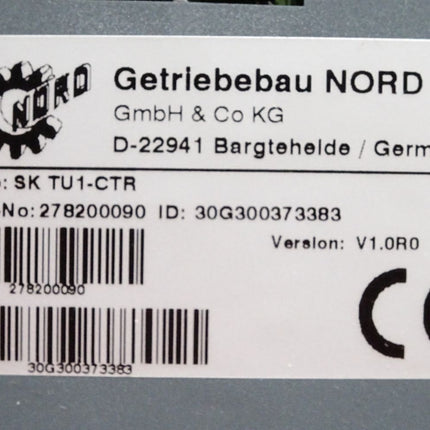 NORD
Getriebebau NORD
GmbH & Co KG
D-22941 Bargtehelde / Germ
: SK TU1-CTR
-No: 278200090 ID: 30G300373383
Version: V1.0R0
278200090
CE
30G300373383